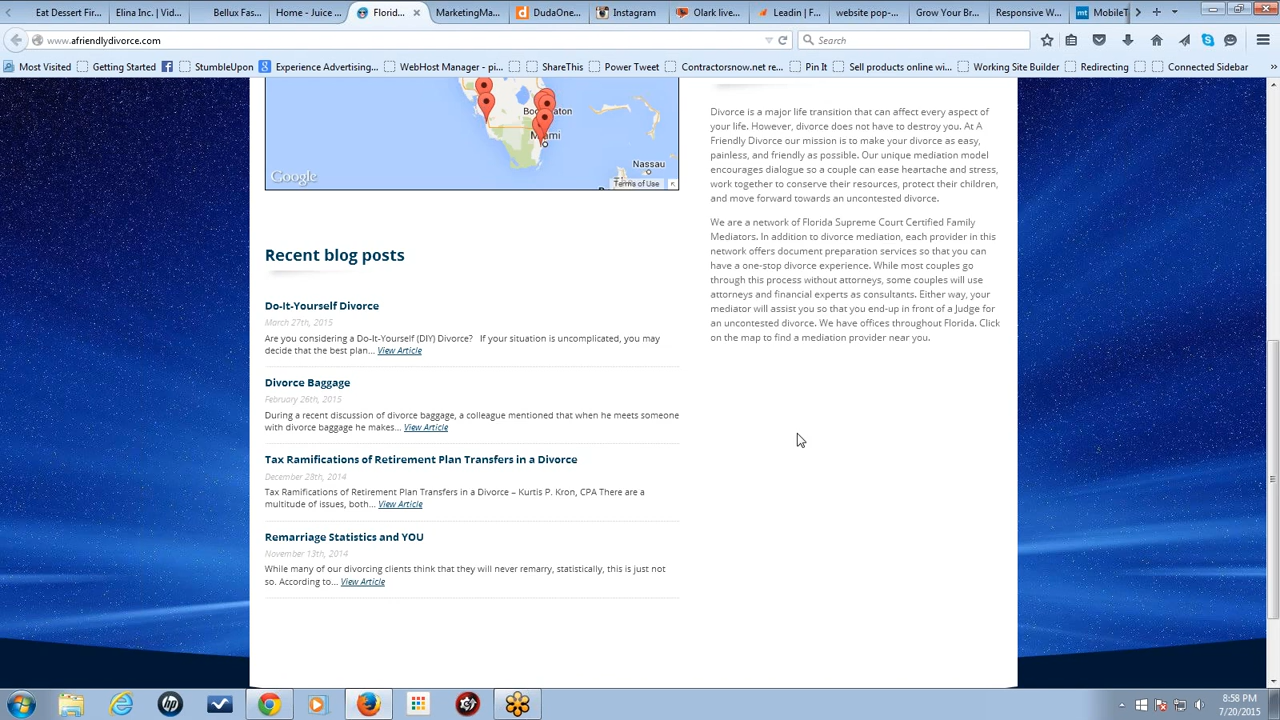 Eat Dessert Fir...
Elina Inc. | Vid...
Bellux Fas...
Home - Juice ...
Florid...
MarketingMa...
DudaOne...
Instagram
Olark live...
Leadin | F...
website pop-...
Grow Your Br...
Responsive W...
MobileT
www.afriendlydivorce.com
Search
Most Visited
Getting Started
StumbleUpon
Experience Advertising,...
WebHost Manager - pi...
ShareThis
Power Tweet
Contractorsnow.net re...
Pin It
Sell products online wi...
Working Site Builder
Redirecting
Connected Sidebar
Miami
Nassau
Google
Terms of Use
Recent blog posts
Do-It-Yourself Divorce
March 27th, 2015
Are you considering a Do-It-Yourself (DIY) Divorce? If your situation is uncomplicated, you may
decide that the best plan... View Article
Divorce Baggage
February 26th, 2015
During a recent discussion of divorce baggage, a colleague mentioned that when he meets someone
with divorce baggage he makes... View Article
Tax Ramifications of Retirement Plan Transfers in a Divorce
December 28th, 2014
Tax Ramifications of Retirement Plan Transfers in a Divorce – Kurtis P. Kron, CPA There are a
multitude of issues, both... View Article
Remarriage Statistics and YOU
November 13th, 2014
While many of our divorcing clients think that they will never remarry, statistically, this is just not
so. According to... View Article
Divorce is a major life transition that can affect every aspect of
your life. However, divorce does not have to destroy you. At A
Friendly Divorce our mission is to make your divorce as easy,
painless, and friendly as possible. Our unique mediation model
encourages dialogue so a couple can ease heartache and stress,
work together to conserve their resources, protect their children,
and move forward towards an uncontested divorce.
We are a network of Florida Supreme Court Certified Family
Mediators. In addition to divorce mediation, each provider in this
network offers document preparation services so that you can
have a one-stop divorce experience. While most couples go
through this process without attorneys, some couples will use
attorneys and financial experts as consultants. Either way, your
mediator will assist you so that you end-up in front of a Judge for
an uncontested divorce. We have offices throughout Florida. Click
on the map to find a mediation provider near you.
8:58 PM
7/20/2015